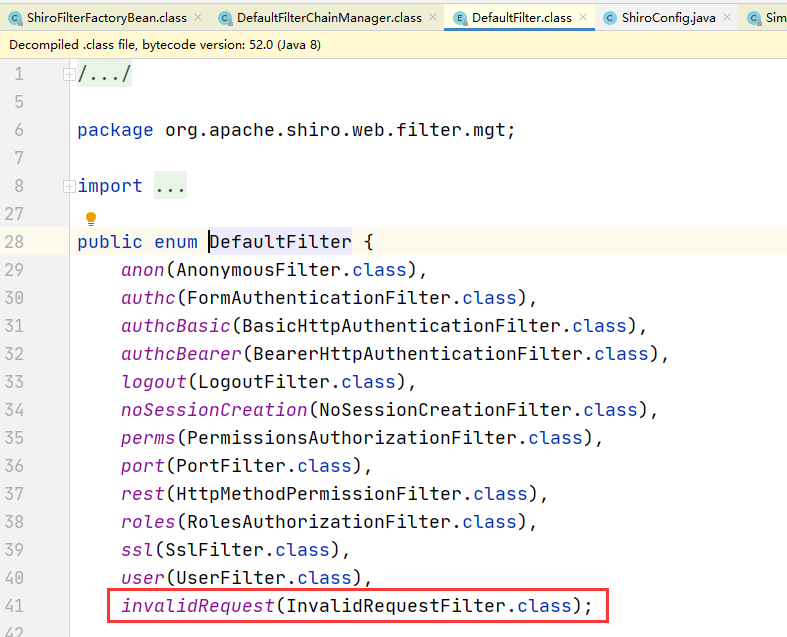 ShiroFilterFactoryBean.class DefaultFilterChainManager.class DefaultFilter.class ShiroConfig.java Sim
Decompiled .class file, bytecode version: 52.0 (Java 8)
1 /.../
5
6 package org.apache.shiro.web.filter.mgt;
7
8 import ...
27
28 public enum DefaultFilter {
29 anon(AnonymousFilter.class),
30 authc(FormAuthenticationFilter.class),
31 authcBasic(BasicHttpAuthenticationFilter.class),
32 authcBearer(BearerHttpAuthenticationFilter.class),
33 logout(LogoutFilter.class),
34 noSessionCreation(NoSessionCreationFilter.class),
35 perms(PermissionsAuthorizationFilter.class),
36 port(PortFilter.class),
37 rest(HttpMethodPermissionFilter.class),
38 roles(RolesAuthorizationFilter.class),
39 ssl(SslFilter.class),
40 user(UserFilter.class),
41 invalidRequest(InvalidRequestFilter.class);
42